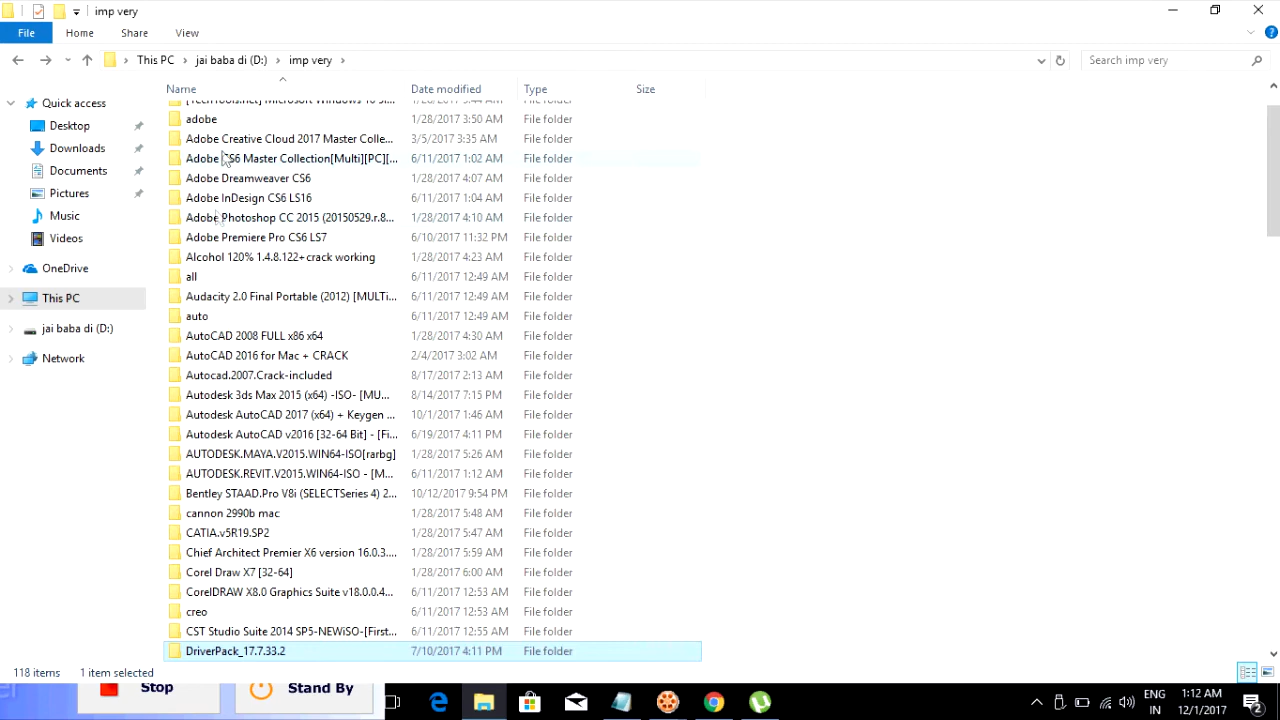 imp very
File Home Share View
This PC jai baba di (D:) imp very Search imp very
Name Date modified Type Size
Quick access
Desktop
Downloads
Documents
Pictures
Music
Videos
OneDrive
This PC
jai baba di (D:)
Network
adobe 1/28/2017 3:50 AM File folder
Adobe Creative Cloud 2017 Master Colle... 3/5/2017 3:35 AM File folder
Adobe CS6 Master Collection[Multi][PC][... 6/11/2017 1:02 AM File folder
Adobe Dreamweaver CS6 1/28/2017 4:07 AM File folder
Adobe InDesign CS6 LS16 6/11/2017 1:04 AM File folder
Adobe Photoshop CC 2015 (20150529.r.8... 1/28/2017 4:10 AM File folder
Adobe Premiere Pro CS6 LS7 6/10/2017 11:32 PM File folder
Alcohol 120% 1.4.8.122+crack working 1/28/2017 4:23 AM File folder
all 6/11/2017 12:49 AM File folder
Audacity 2.0 Final Portable (2012) [MULTi... 6/11/2017 12:49 AM File folder
auto 6/11/2017 12:49 AM File folder
AutoCAD 2008 FULL x86 x64 1/28/2017 4:30 AM File folder
AutoCAD 2016 for Mac + CRACK 2/4/2017 3:02 AM File folder
Autocad.2007.Crack-included 8/17/2017 2:13 AM File folder
Autodesk 3ds Max 2015 (x64) -ISO- [MU... 8/14/2017 7:15 PM File folder
Autodesk AutoCAD 2017 (x64) + Keygen ... 10/1/2017 1:46 AM File folder
Autodesk AutoCAD v2016 [32-64 Bit] - [Fi... 6/19/2017 4:11 PM File folder
AUTODESK.MAYA.V2015.WIN64-ISO[rarbg] 1/28/2017 5:26 AM File folder
AUTODESK.REVIT.V2015.WIN64-ISO - [M... 6/11/2017 1:12 AM File folder
Bentley STAAD.Pro V8i (SELECTSeries 4) 2... 10/12/2017 9:54 PM File folder
cannon 2990b mac 1/28/2017 5:48 AM File folder
CATIA.v5R19.SP2 1/28/2017 5:47 AM File folder
Chief Architect Premier X6 version 16.0.3.... 1/28/2017 5:59 AM File folder
Corel Draw X7 [32-64] 1/28/2017 6:00 AM File folder
CorelDRAW X8.0 Graphics Suite v18.0.0.4... 6/11/2017 12:53 AM File folder
creo 6/11/2017 12:53 AM File folder
CST Studio Suite 2014 SP5-NEWiSO-[First... 6/11/2017 12:55 AM File folder
DriverPack_17.7.33.2 7/10/2017 4:11 PM File folder
118 items 1 item selected
Stop Stand By
ENG 1:12 AM
IN 12/1/2017 2